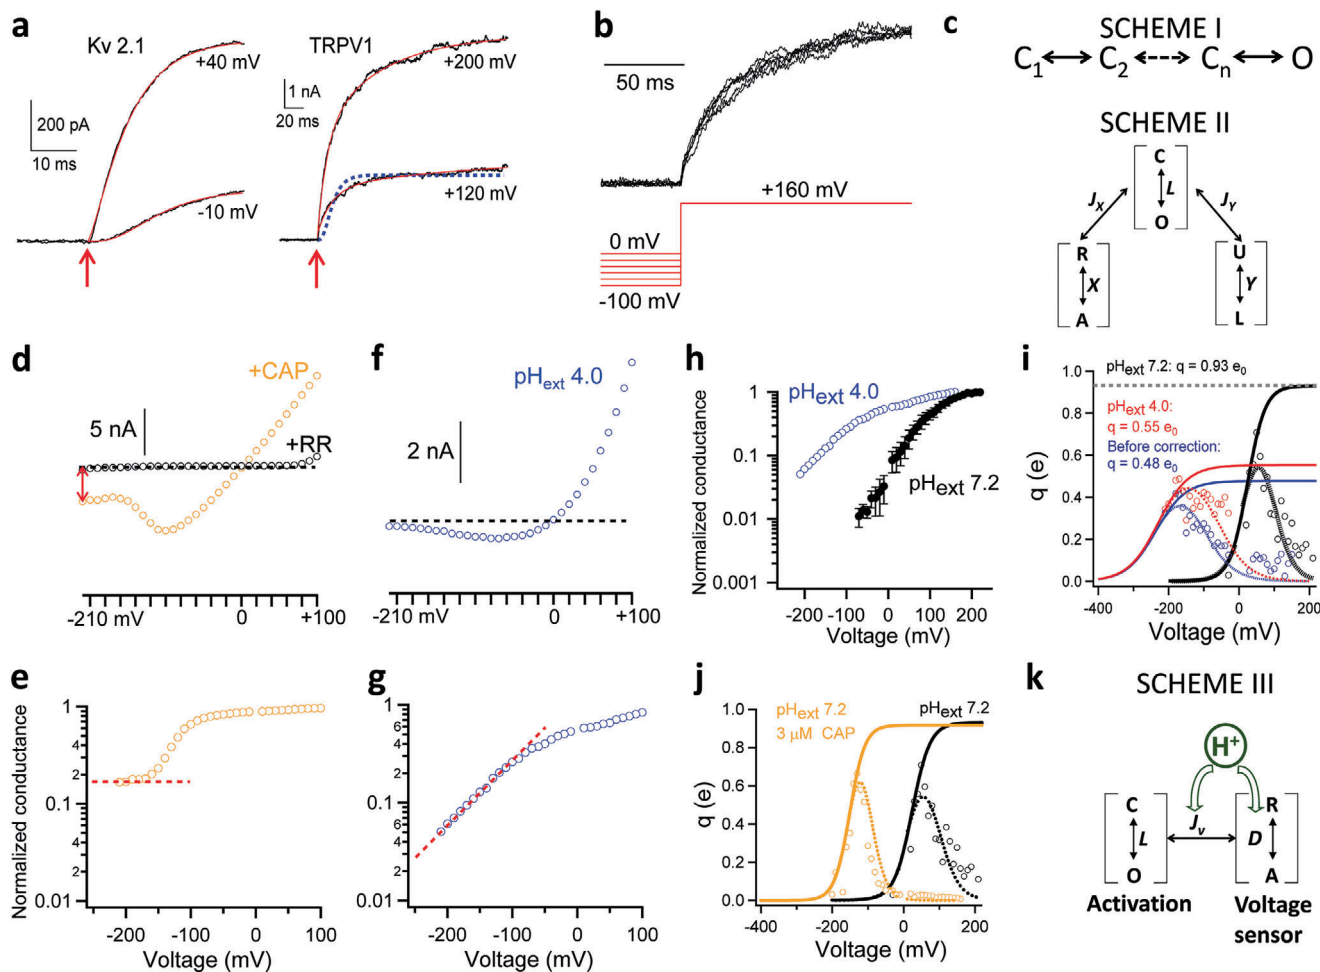 a
Kv 2.1
+40 mV
200 pA
10 ms
-10 mV
TRPV1
+200 mV
1 nA
20 ms
+120 mV
b
50 ms
+160 mV
0 mV
-100 mV
c
SCHEME I
C1 C2 Cn O
SCHEME II
C
L
O
JX JY
R
X
A
U
Y
L
d
+CAP
5 nA
+RR
-210 mV 0 +100
f
pHext 4.0
2 nA
-210 mV 0 +100
h
Normalized conductance
1
0.1
0.01
0.001
pHext 4.0
pHext 7.2
-200 -100 0 100 200
Voltage (mV)
i
q (e)
1.0
0.8
0.6
0.4
0.2
0.0
pHext 7.2: q = 0.93 e0
pHext 4.0:
q = 0.55 e0
Before correction:
q = 0.48 e0
-400 -200 0 200
Voltage (mV)
e
Normalized conductance
1
6
4
2
0.1
6
4
2
0.01
-200 -100 0 100
Voltage (mV)
g
1
6
4
2
0.1
6
4
2
0.01
-200 -100 0 100
Voltage (mV)
j
q (e)
1.0
0.8
0.6
0.4
0.2
0.0
pHext 7.2
3 µM CAP
pHext 7.2
-400 -200 0 200
Voltage (mV)
k
SCHEME III
H+
C
L
O
Jv
R
D
A
Activation
Voltage
sensor